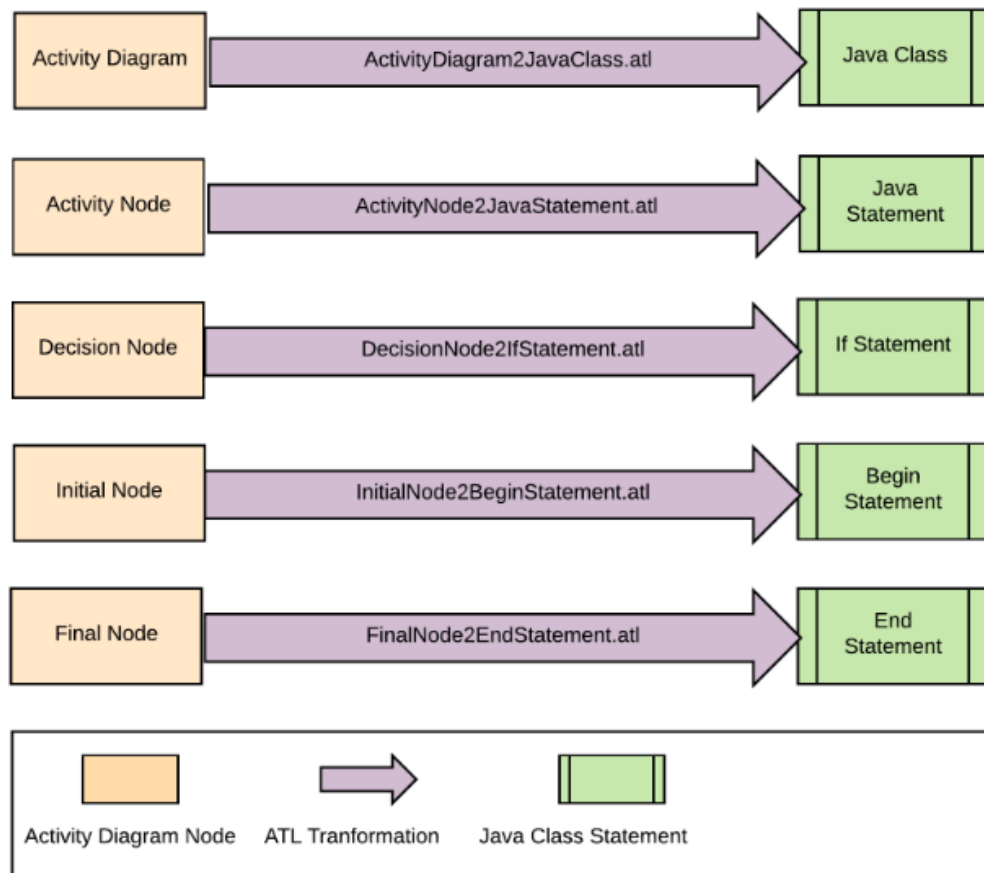 Activity Diagram
ActivityDiagram2JavaClass.atl
Java Class
Activity Node
ActivityNode2JavaStatement.atl
Java
Statement
Decision Node
DecisionNode2IfStatement.atl
If Statement
Initial Node
InitialNode2BeginStatement.atl
Begin
Statement
Final Node
FinalNode2EndStatement.atl
End
Statement
Activity Diagram Node
ATL Tranformation
Java Class Statement